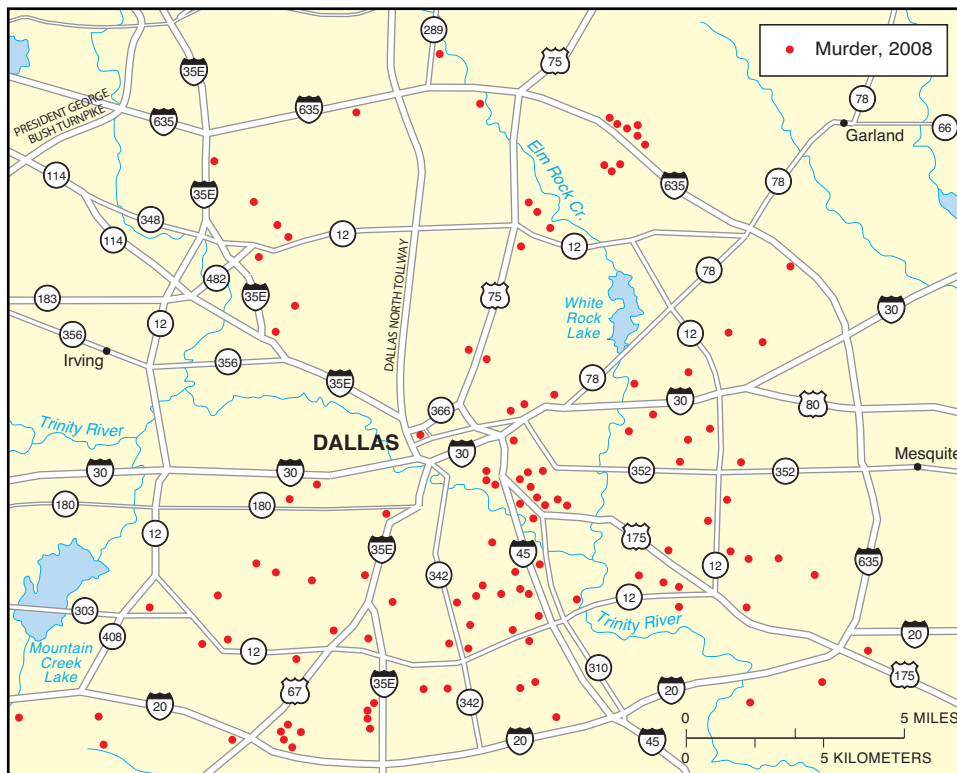 289
35E
75
Murder, 2008
78
PRESIDENT GEORGE
BUSH TURNPIKE
635
635
Garland
66
Elm Rock Cr.
114
35E
635
78
348
12
114
12
482
78
183
35E
75
DALLAS NORTH TOLLWAY
White
Rock
Lake
30
12
356
12
Irving
356
35E
78
366
30
80
Trinity River
DALLAS
30
Mesquite
30
30
352
352
180
180
12
35E
45
175
342
12
635
12
303
408
Trinity River
20
12
Mountain
Creek
Lake
310
175
67
35E
20
342
20
0
5 MILES
20
45
0
5 KILOMETERS